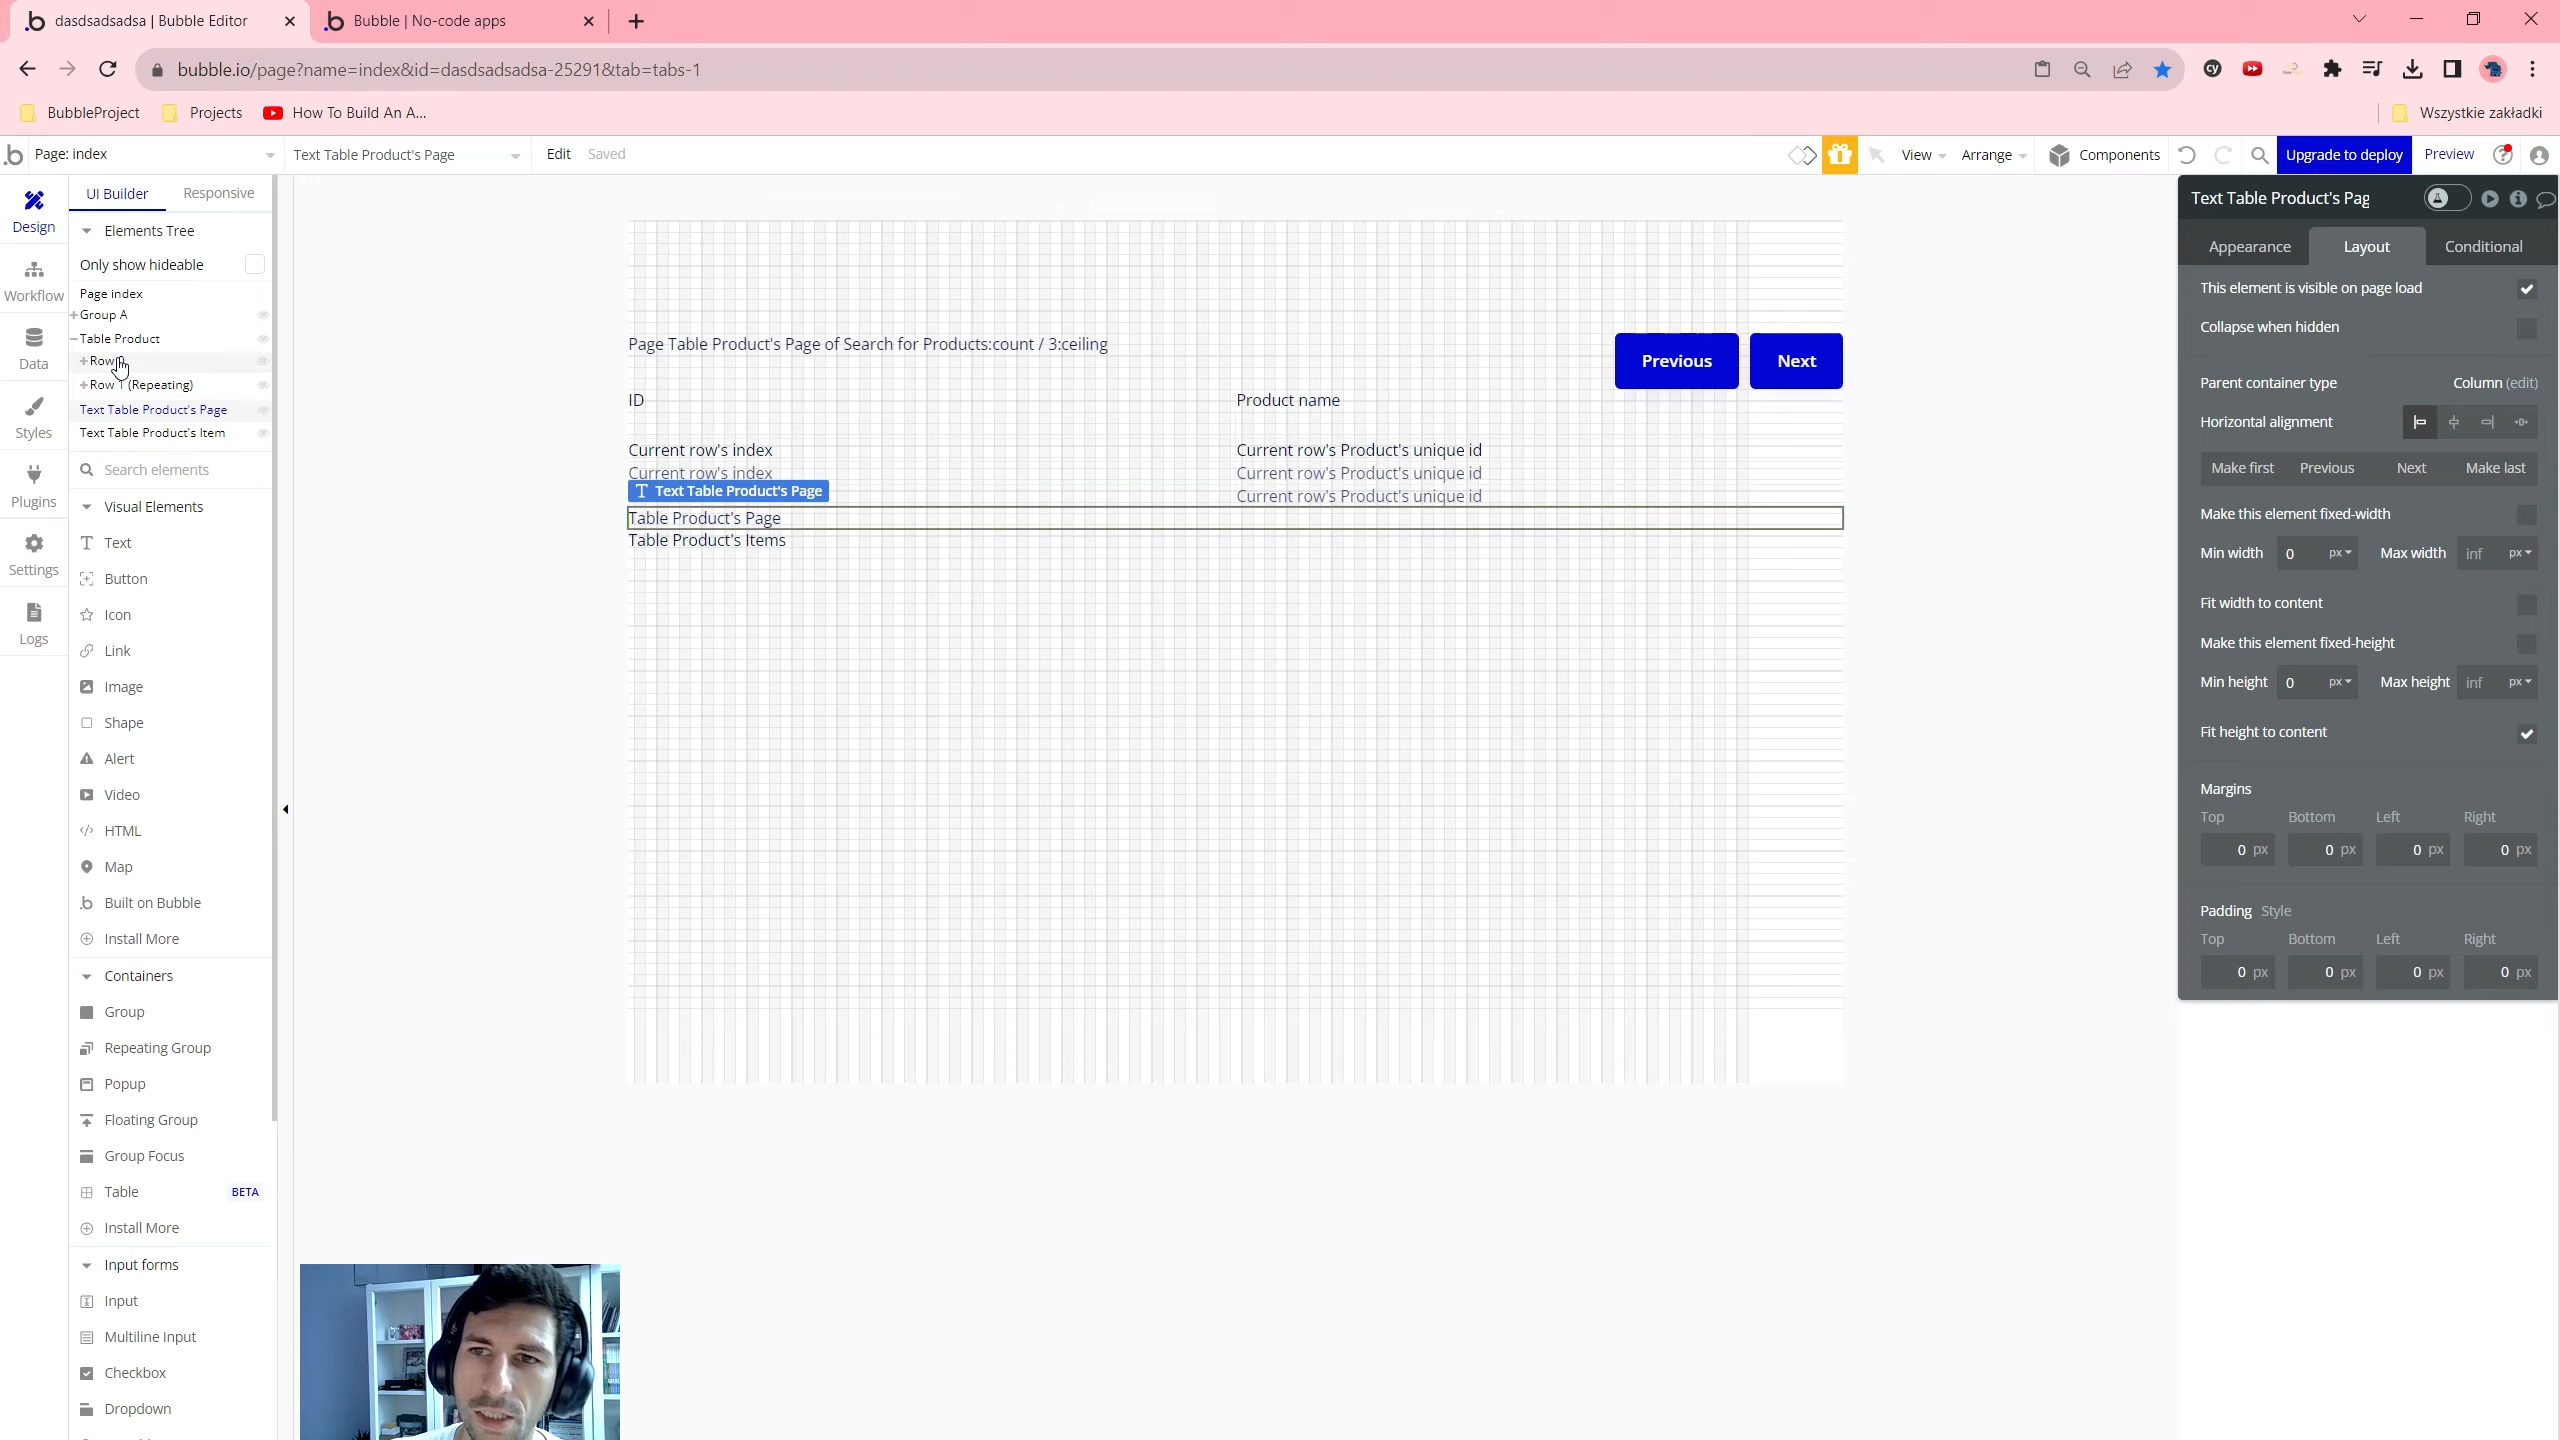 dasdsadsadsa | Bubble Editor
Bubble | No-code apps
bubble.io/page?name=index&id=dasdsadsadsa-25291&tab=tabs-1
BubbleProject
Projects
How To Build An A...
Wszystkie zakładki
Page: index
Text Table Product's Page
Edit
Saved
View
Arrange
Components
Upgrade to deploy
Preview
Design
Workflow
Data
Styles
Plugins
Settings
Logs
UI Builder
Responsive
Elements Tree
Only show hideable
Page index
Group A
Table Product
Row 0
Row 1 (Repeating)
Text Table Product's Page
Text Table Product's Item
Search elements
Visual Elements
Text
Button
Icon
Link
Image
Shape
Alert
Video
HTML
Map
Built on Bubble
Install More
Containers
Group
Repeating Group
Popup
Floating Group
Group Focus
Table BETA
Install More
Input forms
Input
Multiline Input
Checkbox
Dropdown
Page Table Product's Page of Search for Products:count / 3:ceiling
Previous
Next
ID
Product name
Current row's index
Current row's Product's unique id
Current row's index
Current row's Product's unique id
Text Table Product's Page
Current row's Product's unique id
Table Product's Page
Table Product's Items
Text Table Product's Pag
Appearance
Layout
Conditional
This element is visible on page load
Collapse when hidden
Parent container type
Column (edit)
Horizontal alignment
Make first
Previous
Next
Make last
Make this element fixed-width
Min width 0 px
Max width inf px
Fit width to content
Make this element fixed-height
Min height 0 px
Max height inf px
Fit height to content
Margins
Top Bottom Left Right
0 px 0 px 0 px 0 px
Padding Style
Top Bottom Left Right
0 px 0 px 0 px 0 px